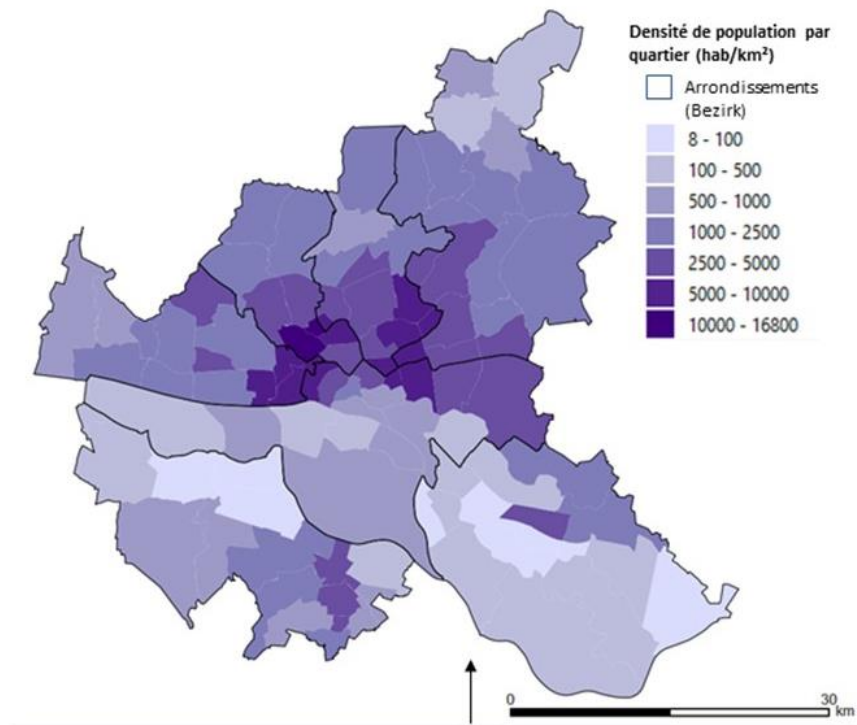 Densité de population par
quartier (hab/km²)
Arrondissements
(Bezirk)
8 - 100
100 - 500
500 - 1000
1000 - 2500
2500 - 5000
5000 - 10000
10000 - 16800
0 30
km